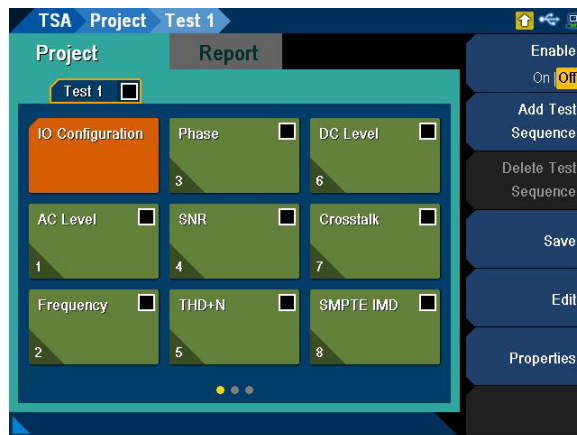 TSA Project Test 1
Project Report
Test 1
IO Configuration
Phase
3
DC Level
6
AC Level
1
SNR
4
Crosstalk
7
Frequency
2
THD+N
5
SMPTE IMD
8
Enable
On | Off
Add Test
Sequence
Delete Test
Sequence
Save
Edit
Properties